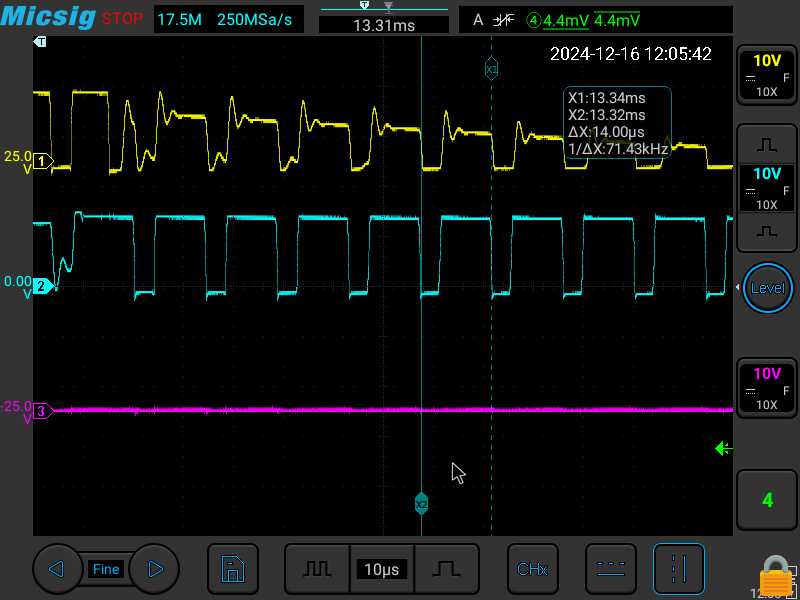 Micsig STOP 17.5M 250MSa/s 13.31ms A 4 4.4mV 4.4mV
T
2024-12-16 12:05:42
X1
X1:13.34ms
X2:13.32ms
ΔX:14.00μs
1/ΔX:71.43kHz
10V
F
10X
25.0
V
1
10V
F
10X
0.00
V
2
Level
10V
F
10X
-25.0
V
3
X2
4
Fine
10μs
CHx